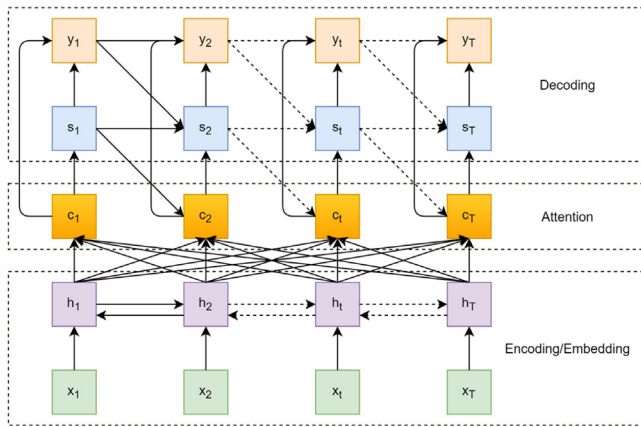 y1 y2 yt yT
Decoding
s1 s2 st sT
c1 c2 ct cT
Attention
h1 h2 ht hT
Encoding/Embedding
x1 x2 xt xT